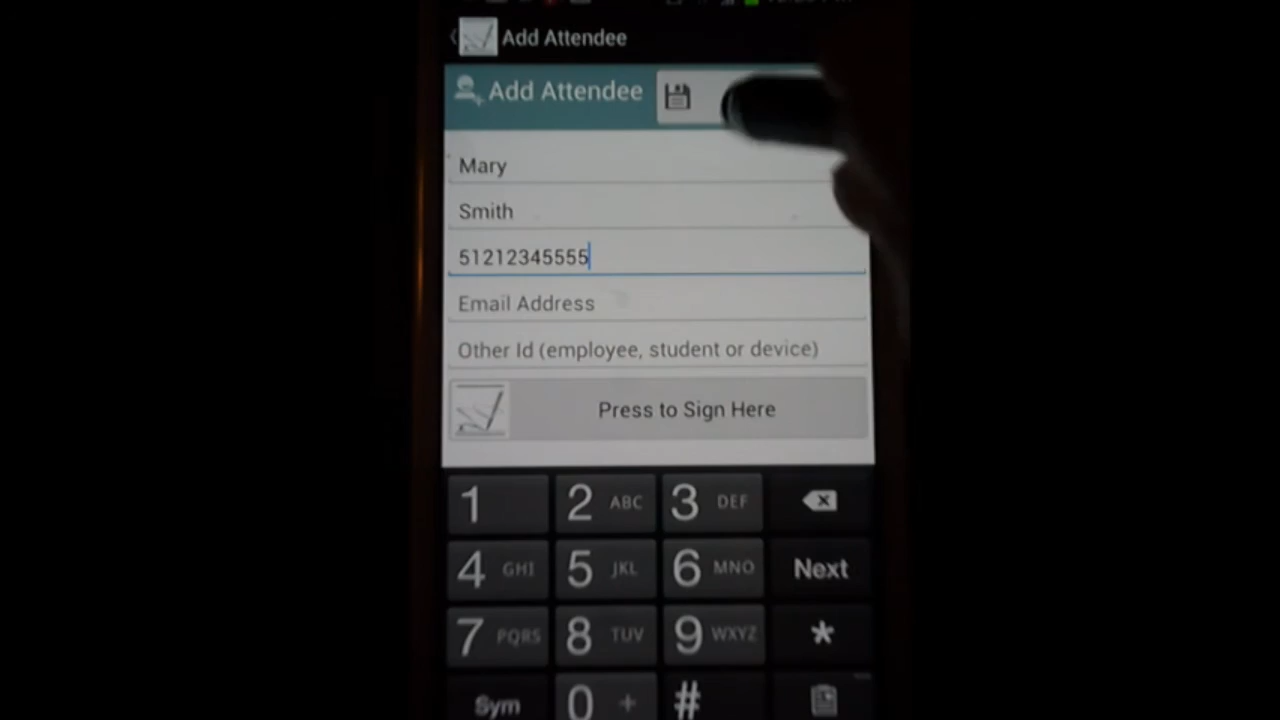 Add Attendee
Add Attendee
Mary
Smith
51212345555
Email Address
Other Id (employee, student or device)
Press to Sign Here
1 2 ABC 3 DEF
4 GHI 5 JKL 6 MNO Next
7 PQRS 8 TUV 9 WXYZ *
Sym 0 + #